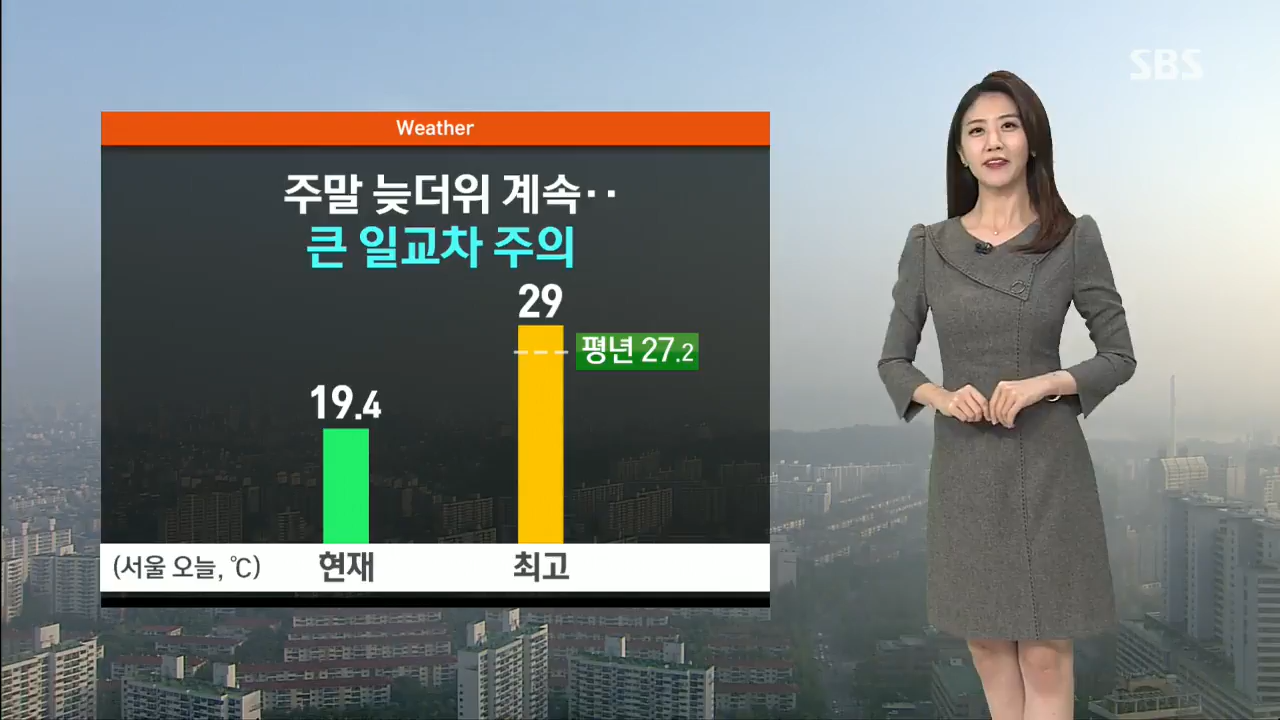 SBS
Weather
주말 늦더위 계속··
큰 일교차 주의
29
평년 27.2
19.4
(서울 오늘, ℃) 현재 최고